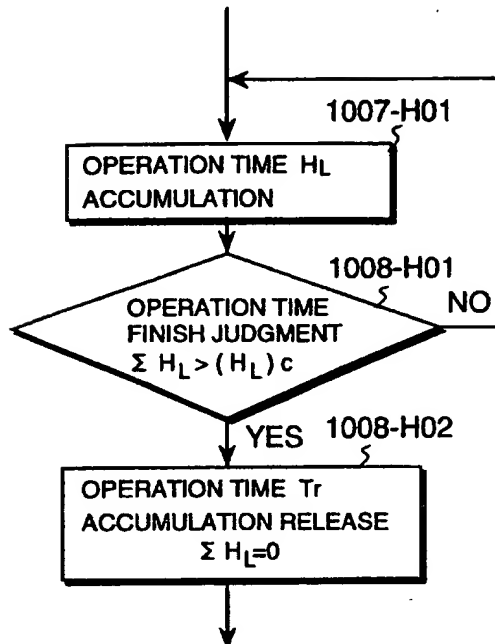 1007-H01
OPERATION TIME HL
ACCUMULATION
1008-H01
OPERATION TIME
FINISH JUDGMENT
Σ HL > (HL) c
NO
YES
1008-H02
OPERATION TIME Tr
ACCUMULATION RELEASE
Σ HL=0